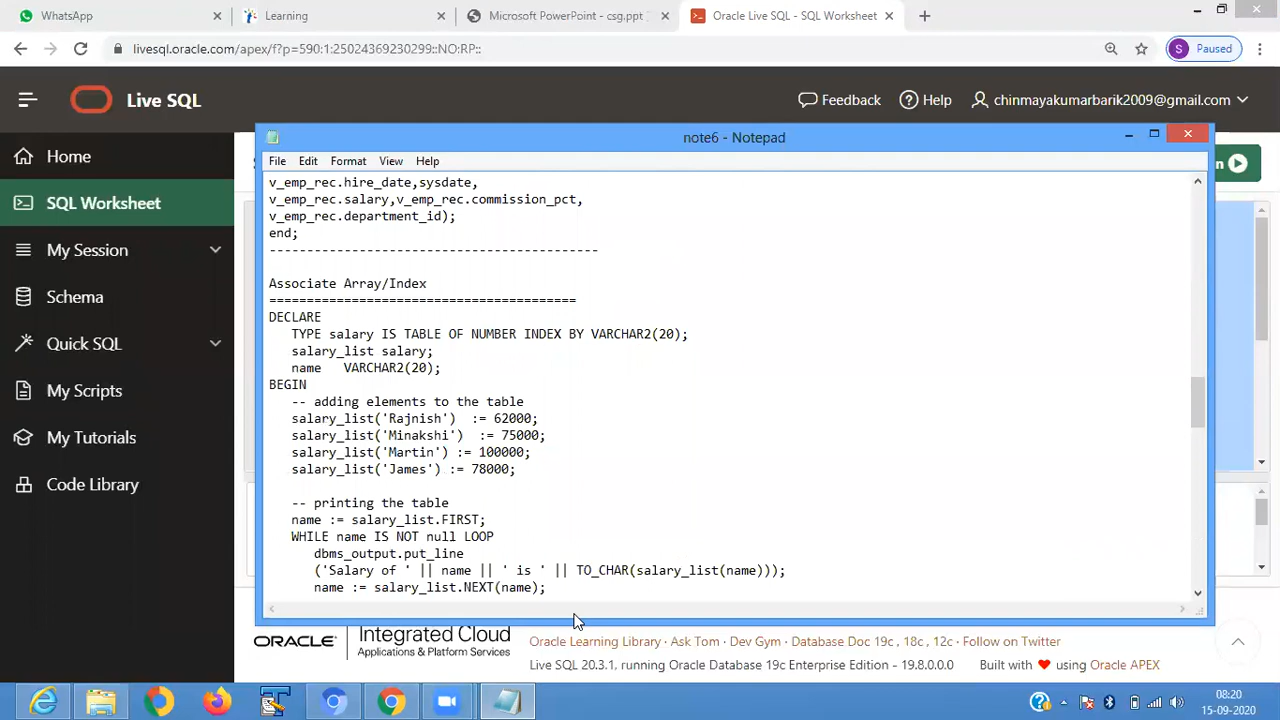 WhatsApp
Learning
Microsoft PowerPoint - csg.ppt
Oracle Live SQL - SQL Worksheet
livesql.oracle.com/apex/f?p=590:1:25024369230299::NO:RP::
S
Paused
Live SQL
Feedback
Help
chinmayakumarbarik2009@gmail.com
Home
SQL Worksheet
My Session
Schema
Quick SQL
My Scripts
My Tutorials
Code Library
note6 - Notepad
File Edit Format View Help
v_emp_rec.hire_date,sysdate,
v_emp_rec.salary,v_emp_rec.commission_pct,
v_emp_rec.department_id);
end;
--------------------------------------------
Associate Array/Index
=========================================
DECLARE
TYPE salary IS TABLE OF NUMBER INDEX BY VARCHAR2(20);
salary_list salary;
name   VARCHAR2(20);
BEGIN
-- adding elements to the table
salary_list('Rajnish')  := 62000;
salary_list('Minakshi')  := 75000;
salary_list('Martin') := 100000;
salary_list('James') := 78000;
-- printing the table
name := salary_list.FIRST;
WHILE name IS NOT null LOOP
dbms_output.put_line
('Salary of ' || name || ' is ' || TO_CHAR(salary_list(name)));
name := salary_list.NEXT(name);
ORACLE
Integrated Cloud
Applications & Platform Services
Oracle Learning Library · Ask Tom · Dev Gym · Database Doc 19c , 18c , 12c · Follow on Twitter
Live SQL 20.3.1, running Oracle Database 19c Enterprise Edition - 19.8.0.0.0
Built with ♥ using Oracle APEX
08:20
15-09-2020